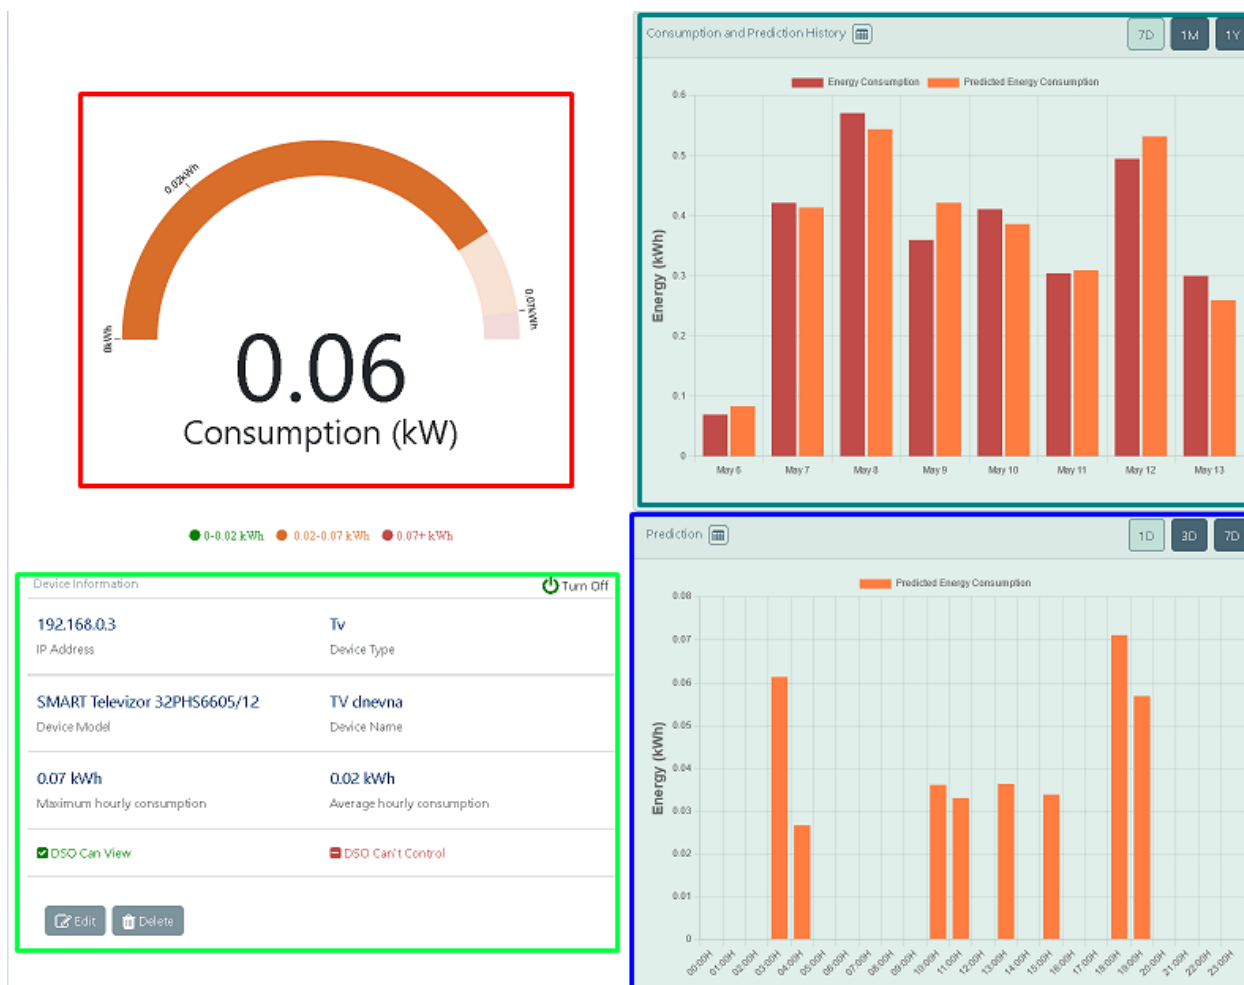 Consumption and Prediction History
7D
1M
1Y
Energy Consumption
Predicted Energy Consumption
Energy (kWh)
0.6
0.5
0.4
0.3
0.2
0.1
0
May 6
May 7
May 8
May 9
May 10
May 11
May 12
May 13
0kWh
0.02kWh
0.07kWh
0.06
Consumption (kW)
0-0.02 kWh
0.02-0.07 kWh
0.07+ kWh
Device Information
Turn Off
192.168.0.3
IP Address
Tv
Device Type
SMART Televizor 32PHS6605/12
Device Model
TV dnevna
Device Name
0.07 kWh
Maximum hourly consumption
0.02 kWh
Average hourly consumption
DSO Can View
DSO Can't Control
Edit
Delete
Prediction
1D
3D
7D
Predicted Energy Consumption
Energy (kWh)
0.08
0.07
0.06
0.05
0.04
0.03
0.02
0.01
0
00:00H
01:00H
02:00H
03:00H
04:00H
05:00H
06:00H
07:00H
08:00H
09:00H
10:00H
11:00H
12:00H
13:00H
14:00H
15:00H
16:00H
17:00H
18:00H
19:00H
20:00H
21:00H
22:00H
23:00H